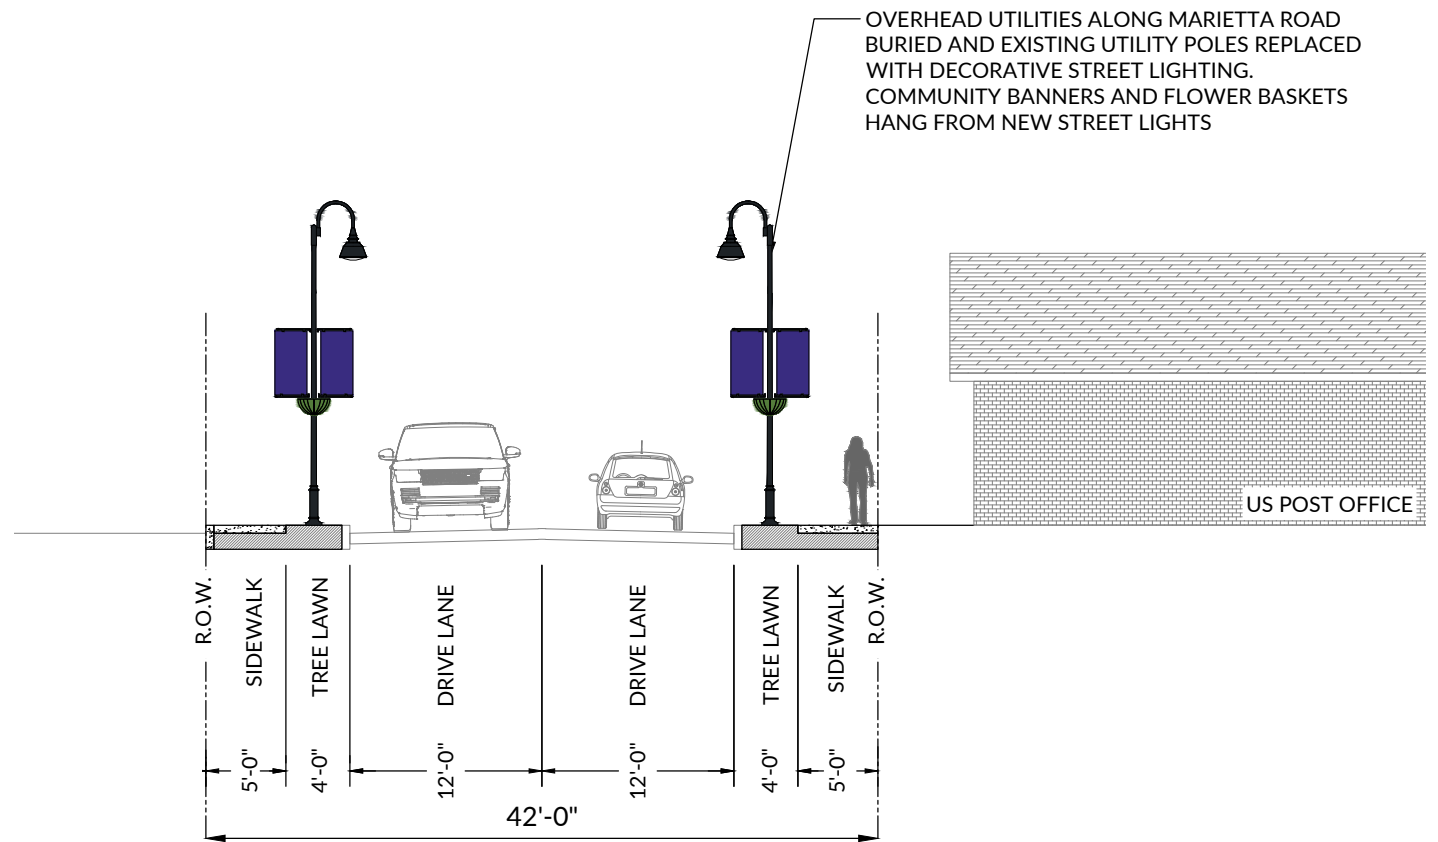 OVERHEAD UTILITIES ALONG MARIETTA ROAD
BURIED AND EXISTING UTILITY POLES REPLACED
WITH DECORATIVE STREET LIGHTING.
COMMUNITY BANNERS AND FLOWER BASKETS
HANG FROM NEW STREET LIGHTS
US POST OFFICE
R.O.W.
SIDEWALK
TREE LAWN
DRIVE LANE
DRIVE LANE
TREE LAWN
SIDEWALK
R.O.W.
5'-0"
4'-0"
12'-0"
12'-0"
4'-0"
5'-0"
42'-0"